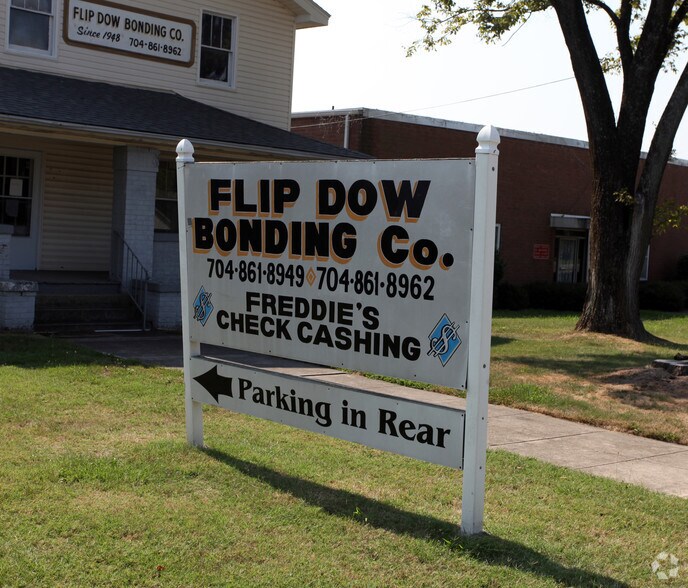 FLIP DOW BONDING CO.
"Since 1948" 704-861-8962
FLIP DOW
BONDING Co.
704·861·8949 704·861·8962
FREDDIE'S
CHECK CASHING
$ $
Parking in Rear